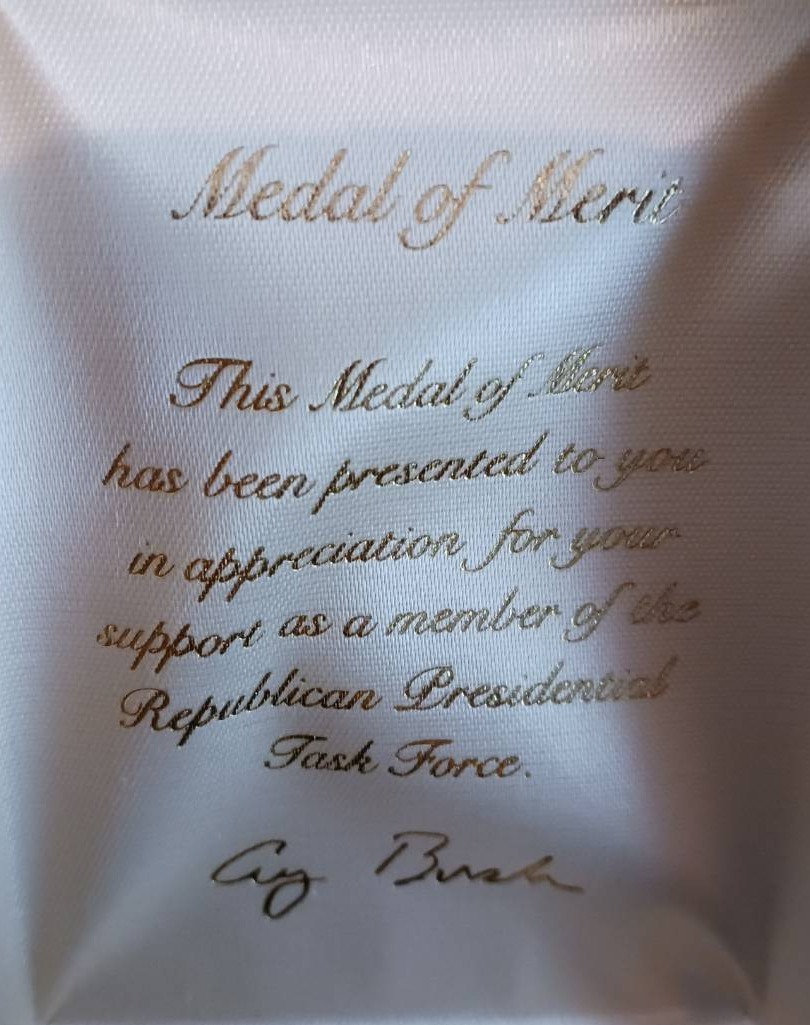 Medal of Merit
This Medal of Merit
has been presented to you
in appreciation for your
support as a member of the
Republican Presidential
Task Force.
Bush